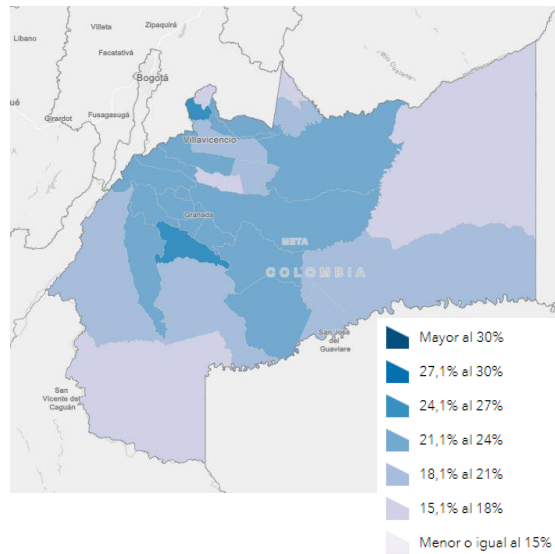 Villeta
Zipaquirá
Líbano
Facatativá
Bogotá
Fusagasugá
Girardot
Villavicencio
Granada
META
COLOMBIA
San José
del
Guaviare
San
Vicente del
Caguán
Mayor al 30%
27,1% al 30%
24,1% al 27%
21,1% al 24%
18,1% al 21%
15,1% al 18%
Menor o igual al 15%